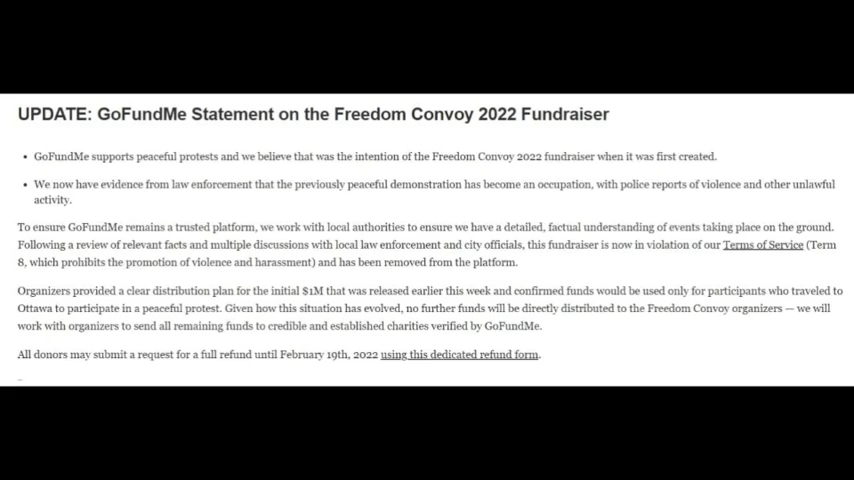 UPDATE: GoFundMe Statement on the Freedom Convoy 2022 Fundraiser
• GoFundMe supports peaceful protests and we believe that was the intention of the Freedom Convoy 2022 fundraiser when it was first created.
• We now have evidence from law enforcement that the previously peaceful demonstration has become an occupation, with police reports of violence and other unlawful
activity.
To ensure GoFundMe remains a trusted platform, we work with local authorities to ensure we have a detailed, factual understanding of events taking place on the ground.
Following a review of relevant facts and multiple discussions with local law enforcement and city officials, this fundraiser is now in violation of our Terms of Service (Term
8, which prohibits the promotion of violence and harassment) and has been removed from the platform.
Organizers provided a clear distribution plan for the initial $1M that was released earlier this week and confirmed funds would be used only for participants who traveled to
Ottawa to participate in a peaceful protest. Given how this situation has evolved, no further funds will be directly distributed to the Freedom Convoy organizers — we will
work with organizers to send all remaining funds to credible and established charities verified by GoFundMe.
All donors may submit a request for a full refund until February 19th, 2022 using this dedicated refund form.